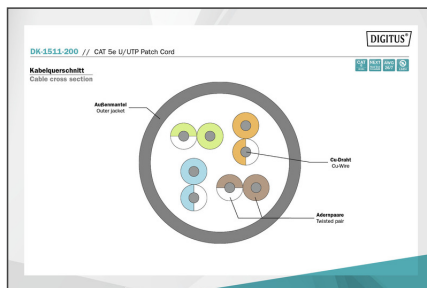 DIGITUS®
DK-1511-200 // CAT 5e U/UTP Patch Cord
Kabelquerschnitt
Cable cross section
Außenmantel
Outer jacket
Cu-Draht
Cu-Wire
Adernpaare
Twisted pair